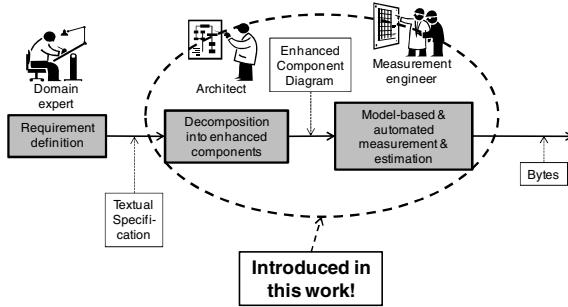 Domain
expert
Requirement
definition
Textual
Specifi-
cation
Architect
Decomposition
into enhanced
components
Enhanced
Component
Diagram
Measurement
engineer
Model-based &
automated
measurement &
estimation
Bytes
Introduced in
this work!